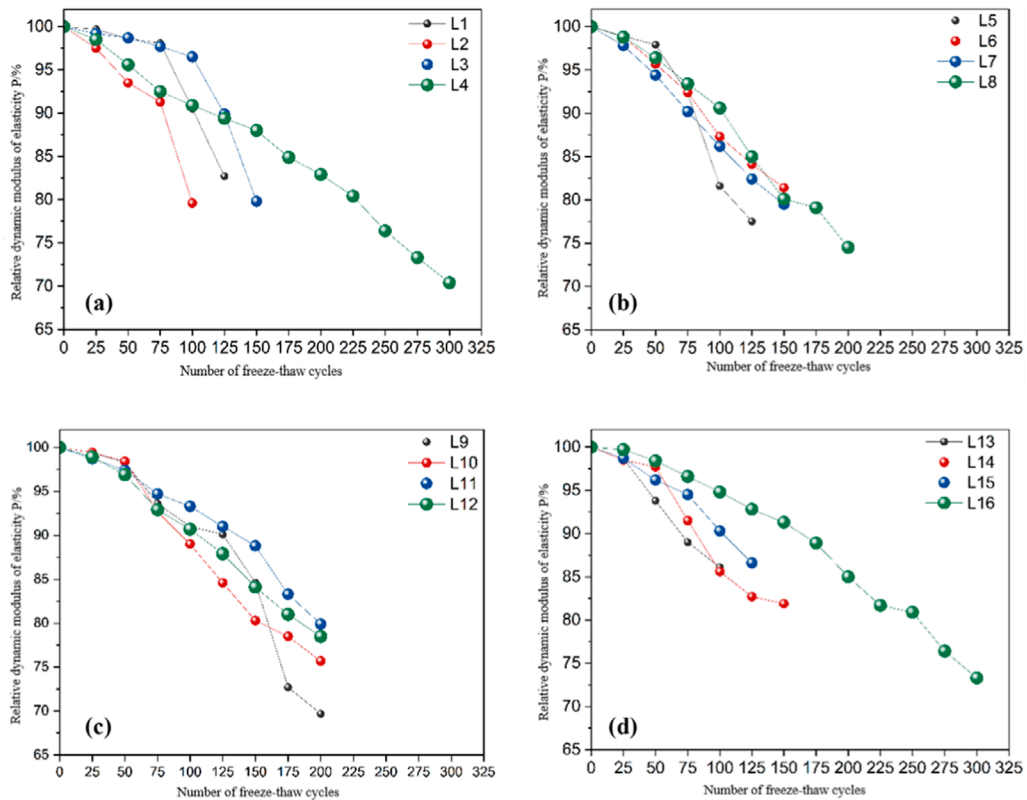 Relative dynamic modulus of elasticity P/%
100
95
90
85
80
75
70
65
L1
L2
L3
L4
(a)
0 25 50 75 100 125 150 175 200 225 250 275 300 325
Number of freeze-thaw cycles
Relative dynamic modulus of elasticity P/%
100
95
90
85
80
75
70
65
L5
L6
L7
L8
(b)
0 25 50 75 100 125 150 175 200 225 250 275 300 325
Number of freeze-thaw cycles
Relative dynamic modulus of elasticity P/%
100
95
90
85
80
75
70
65
L9
L10
L11
L12
(c)
0 25 50 75 100 125 150 175 200 225 250 275 300 325
Number of freeze-thaw cycles
Relative dynamic modulus of elasticity P/%
100
95
90
85
80
75
70
65
L13
L14
L15
L16
(d)
0 25 50 75 100 125 150 175 200 225 250 275 300 325
Number of freeze-thaw cycles